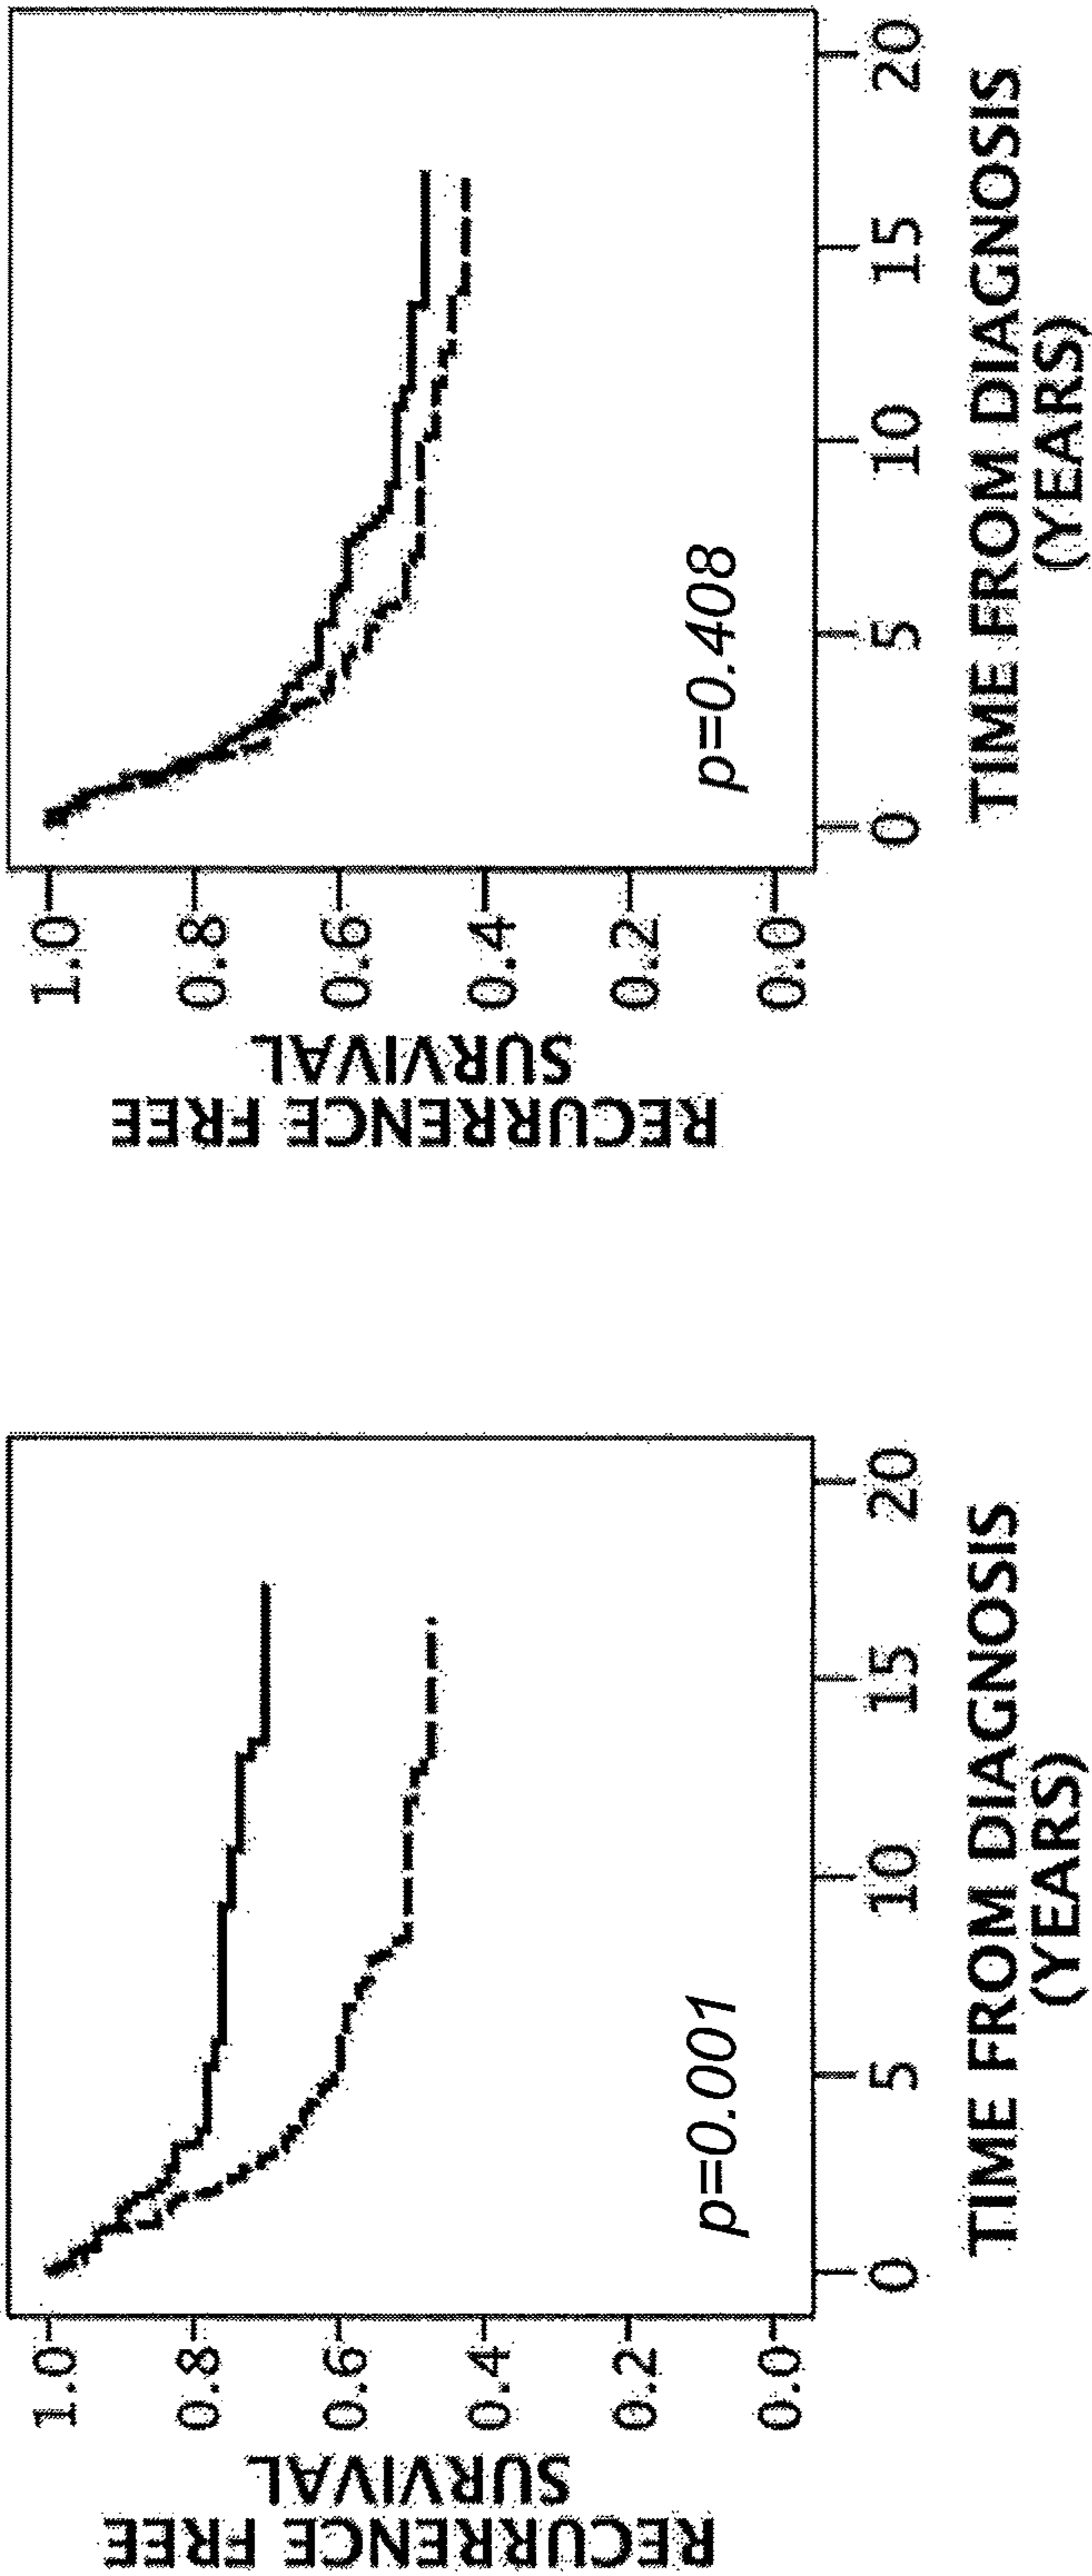 RECURRENCE FREE
SURVIVAL
1.0
0.8
0.6
0.4
0.2
0.0
p=0.001
0
5
10
15
20
TIME FROM DIAGNOSIS
(YEARS)
RECURRENCE FREE
SURVIVAL
1.0
0.8
0.6
0.4
0.2
0.0
p=0.408
0
5
10
15
20
TIME FROM DIAGNOSIS
(YEARS)